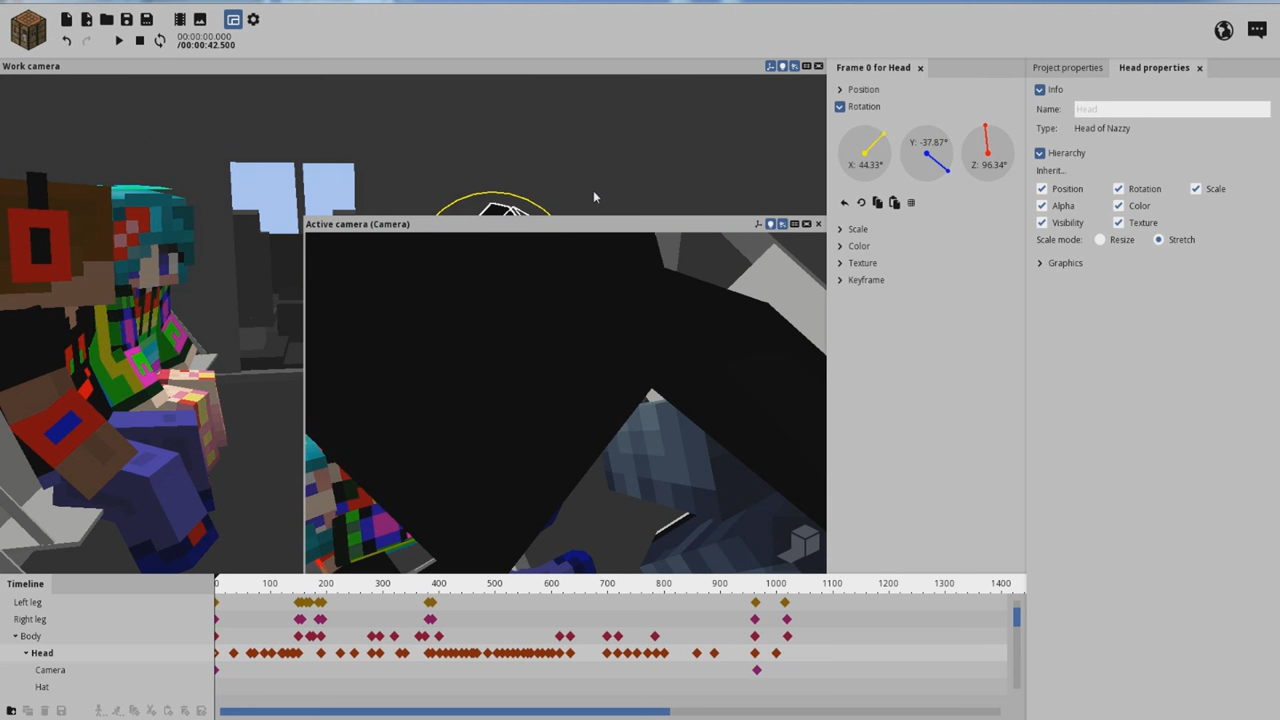 00:00:00.000
/00:00:42.500
Work camera
Active camera (Camera)
Frame 0 for Head
Position
Rotation
X: 44.33°
Y: -37.87°
Z: 96.34°
Scale
Color
Texture
Keyframe
Project properties
Head properties
Info
Name: Head
Type: Head of Nazzy
Hierarchy
Inherit...
Position Rotation Scale
Alpha Color
Visibility Texture
Scale mode: Resize Stretch
Graphics
Timeline
0 100 200 300 400 500 600 700 800 900 1000 1100 1200 1300 1400
Left leg
Right leg
Body
Head
Camera
Hat